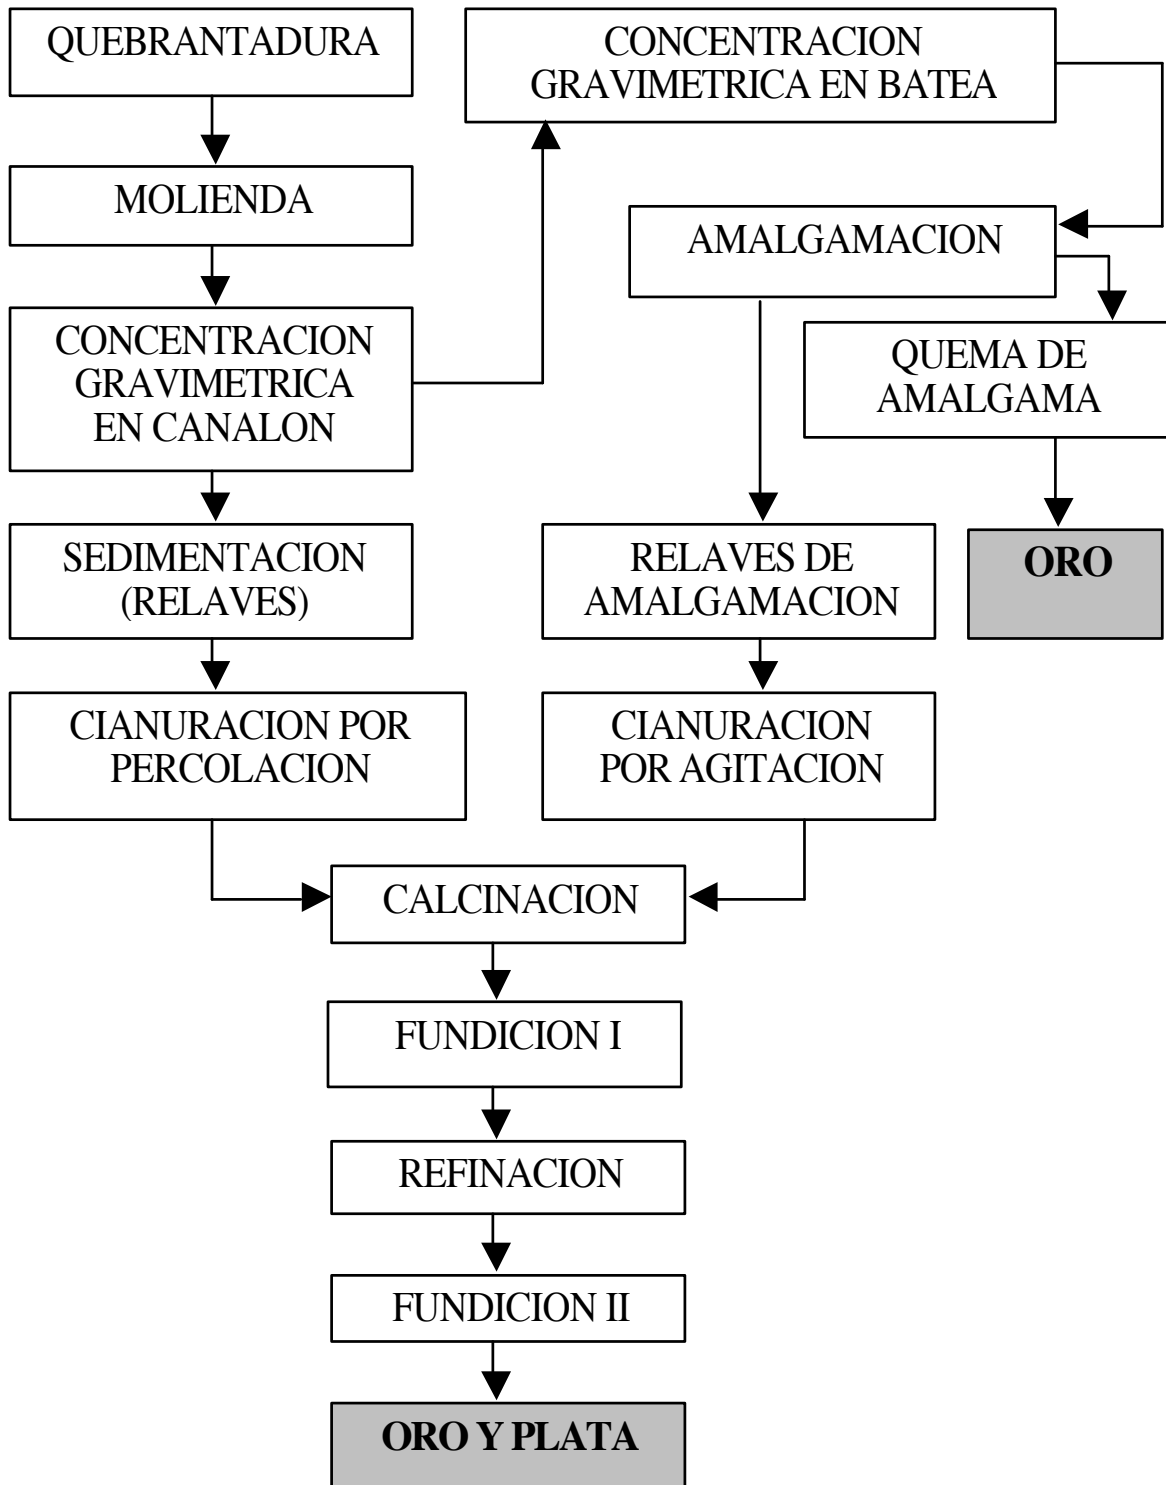 QUEBRANTADURA
CONCENTRACION
GRAVIMETRICA EN BATEA
MOLIENDA
AMALGAMACION
CONCENTRACION
GRAVIMETRICA
EN CANALON
QUEMA DE
AMALGAMA
SEDIMENTACION
(RELAVES)
RELAVES DE
AMALGAMACION
ORO
CIANURACION POR
PERCOLACION
CIANURACION
POR AGITACION
CALCINACION
FUNDICION I
REFINACION
FUNDICION II
ORO Y PLATA